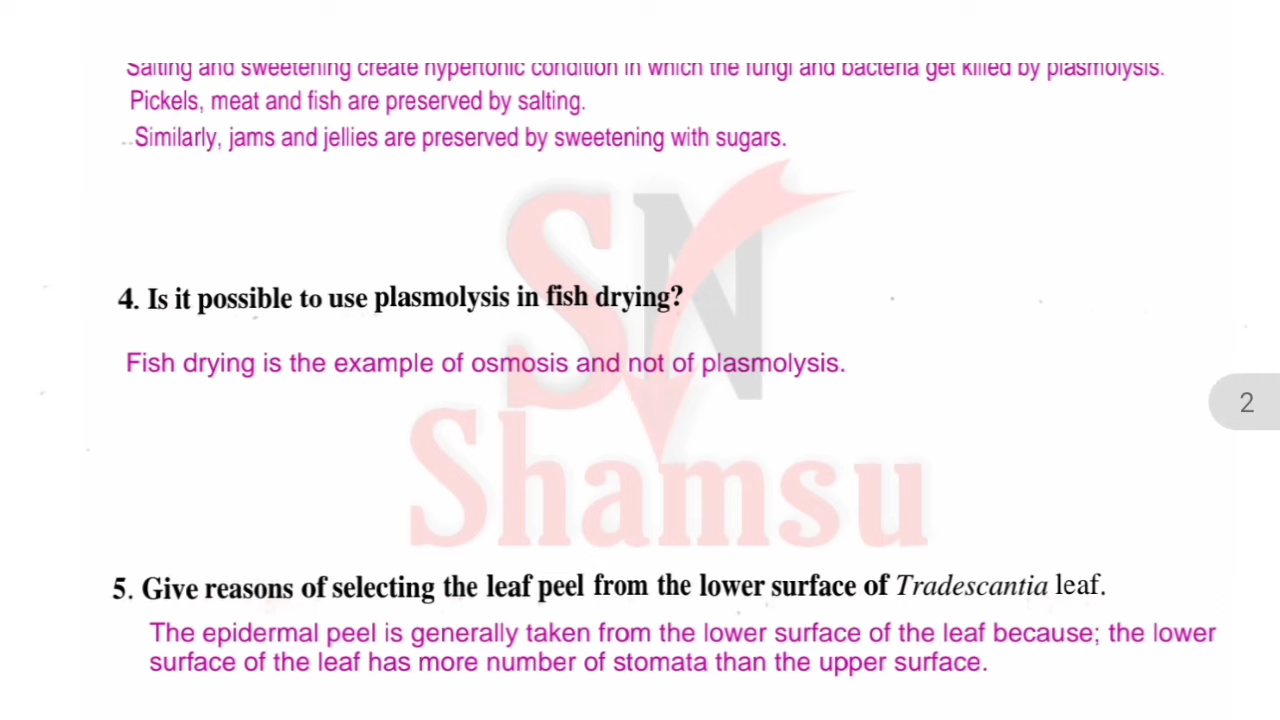 Salting and sweetening create hypertonic condition in which the fungi and bacteria get killed by plasmolysis.
Pickels, meat and fish are preserved by salting.
Similarly, jams and jellies are preserved by sweetening with sugars.
SN
4. Is it possible to use plasmolysis in fish drying?
Fish drying is the example of osmosis and not of plasmolysis.
2
Shamsu
5. Give reasons of selecting the leaf peel from the lower surface of Tradescantia leaf.
The epidermal peel is generally taken from the lower surface of the leaf because; the lower
surface of the leaf has more number of stomata than the upper surface.